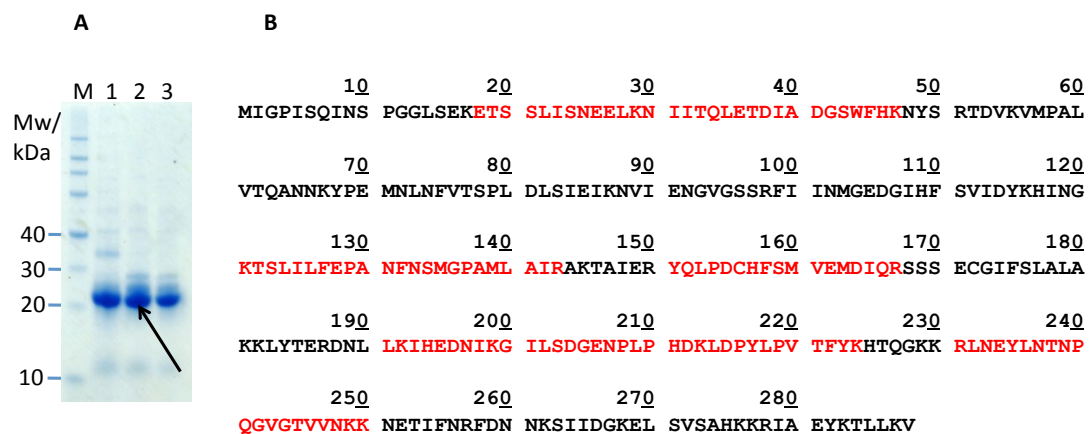 A
B
M 1 2 3
Mw/
kDa
40
30
20
10
10 20 30 40 50 60
MIGPISQINS PGGLSEKETS SLISNEELKN IITQLETDIA DGSWFHKNYS RTDVKVMPAL
70 80 90 100 110 120
VTQANNKYPE MNLNFVTSPL DLSIEIKNVI ENGVGSSRFI INMGEDGIHF SVIDYKHING
130 140 150 160 170 180
KTSLILFEPA NFNSMGPAML AIRAKTAIER YQLPDCHFSM VEMDIQRSSS ECGIFSLALA
190 200 210 220 230 240
KKLYTERDNL LKIHEDNIKG ILSDGENPLP HDKLDPYLPV TFYKHTQGKK RLNEYLNTNP
250 260 270 280
QGVGTVVNKK NETIFNRFDN NKSIIDGKEL SVSAHKKRIA EYKTLLKV